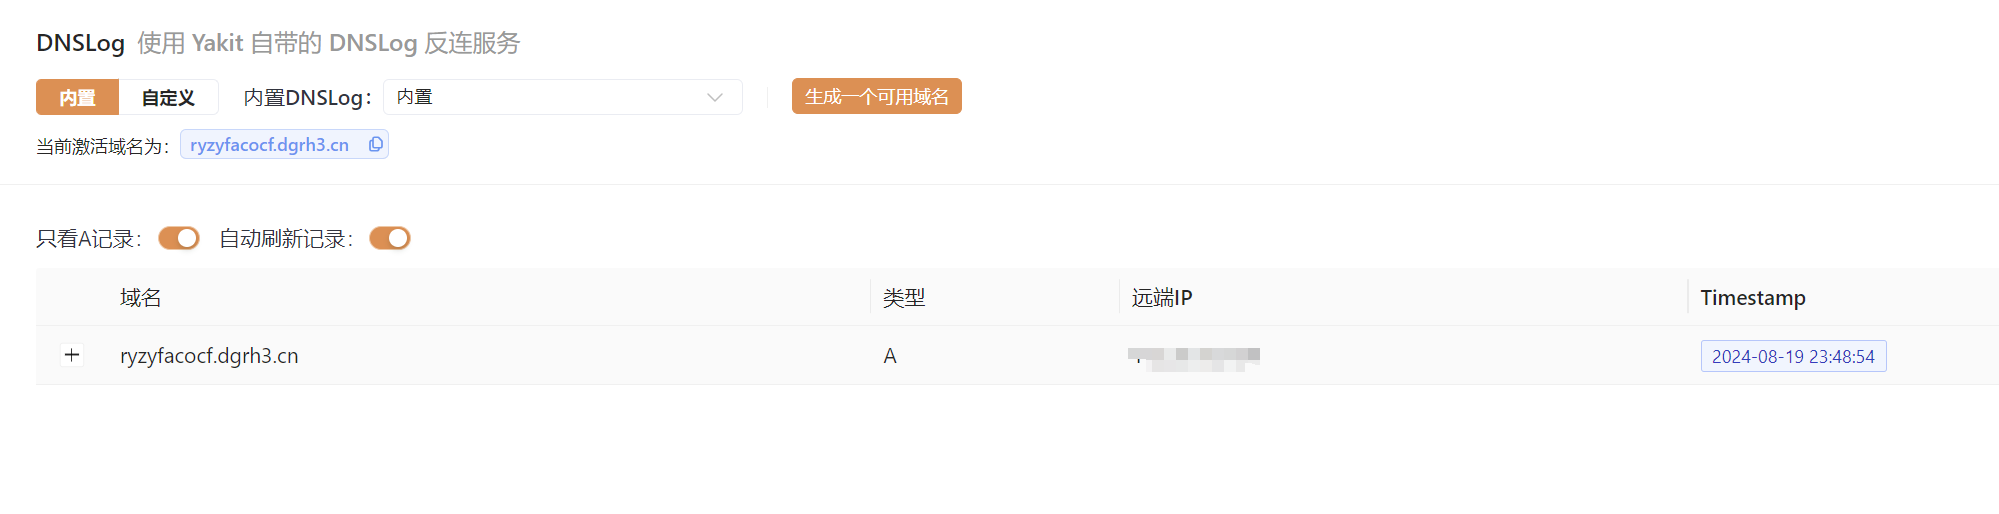 DNSLog 使用 Yakit 自带的 DNSLog 反连服务
内置 自定义 内置DNSLog： 内置 生成一个可用域名
当前激活域名为： ryzyfacocf.dgrh3.cn
只看A记录： 自动刷新记录：
域名 类型 远端IP Timestamp
ryzyfacocf.dgrh3.cn A 2024-08-19 23:48:54